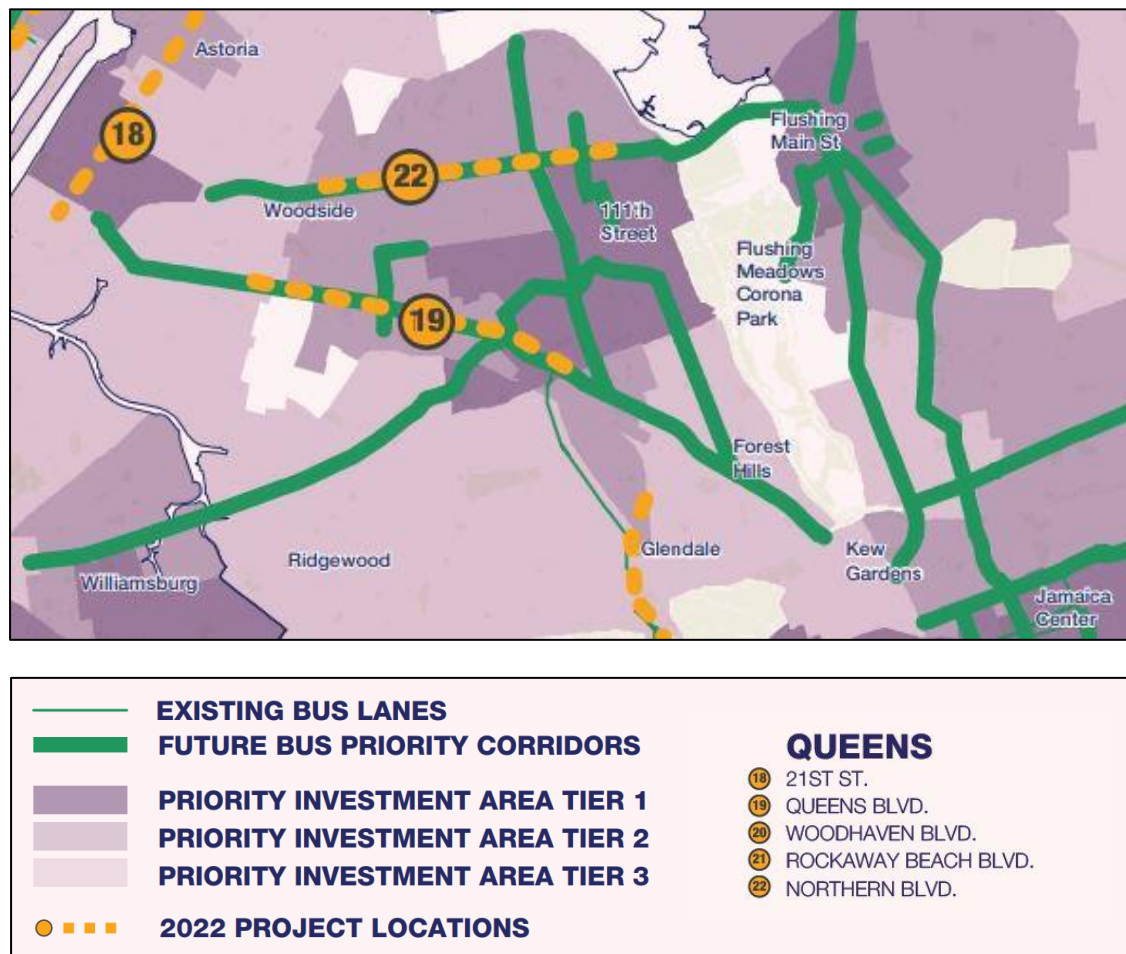 Astoria
18
Flushing
Main St
22
Woodside
111th
Street
Flushing
Meadows
Corona
Park
19
Forest
Hills
Ridgewood
Glendale
Kew
Gardens
Williamsburg
Jamaica
Center
EXISTING BUS LANES
FUTURE BUS PRIORITY CORRIDORS
PRIORITY INVESTMENT AREA TIER 1
PRIORITY INVESTMENT AREA TIER 2
PRIORITY INVESTMENT AREA TIER 3
2022 PROJECT LOCATIONS
QUEENS
18 21ST ST.
19 QUEENS BLVD.
20 WOODHAVEN BLVD.
21 ROCKAWAY BEACH BLVD.
22 NORTHERN BLVD.